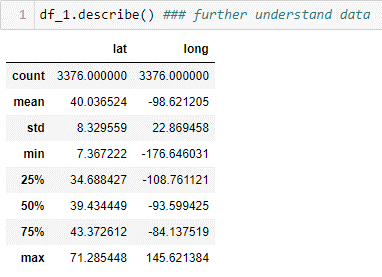 1 df_1.describe() ### further understand data
lat long
count 3376.000000 3376.000000
mean 40.036524 -98.621205
std 8.329559 22.869458
min 7.367222 -176.646031
25% 34.688427 -108.761121
50% 39.434449 -93.599425
75% 43.372612 -84.137519
max 71.285448 145.621384